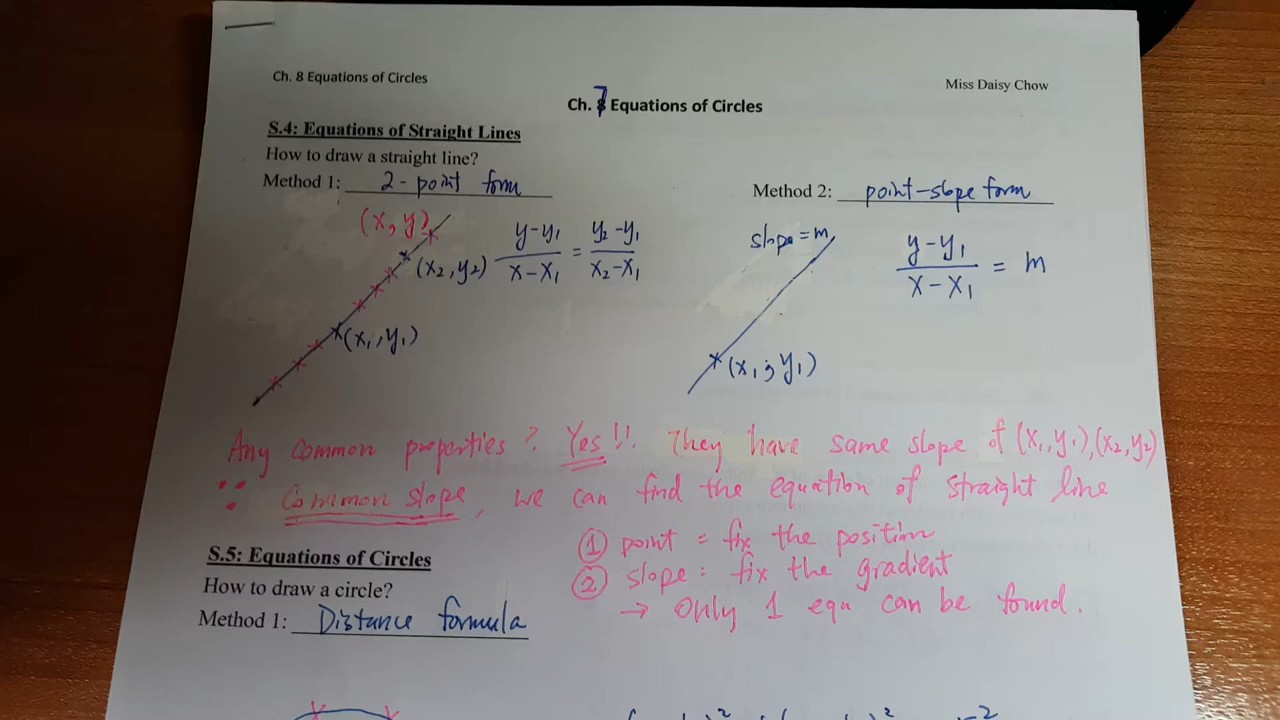 Ch. 8 Equations of Circles
Miss Daisy Chow
Ch. 7 Equations of Circles
S.4: Equations of Straight Lines
How to draw a straight line?
Method 1: 2-point form
Method 2: point-slope form
(x, y)
(x₂, y₂)
(x₁, y₁)
y-y₁ / x-x₁ = y₂-y₁ / x₂-x₁
slope = m
(x₁, y₁)
y-y₁ / x-x₁ = m
Any common properties? Yes!! They have same slope of (x₁, y₁), (x₂, y₂)
∵ Common slope, we can find the equation of straight line
① point = fix the position
② slope : fix the gradient
→ Only 1 equ can be found.
S.5: Equations of Circles
How to draw a circle?
Method 1: Distance formula